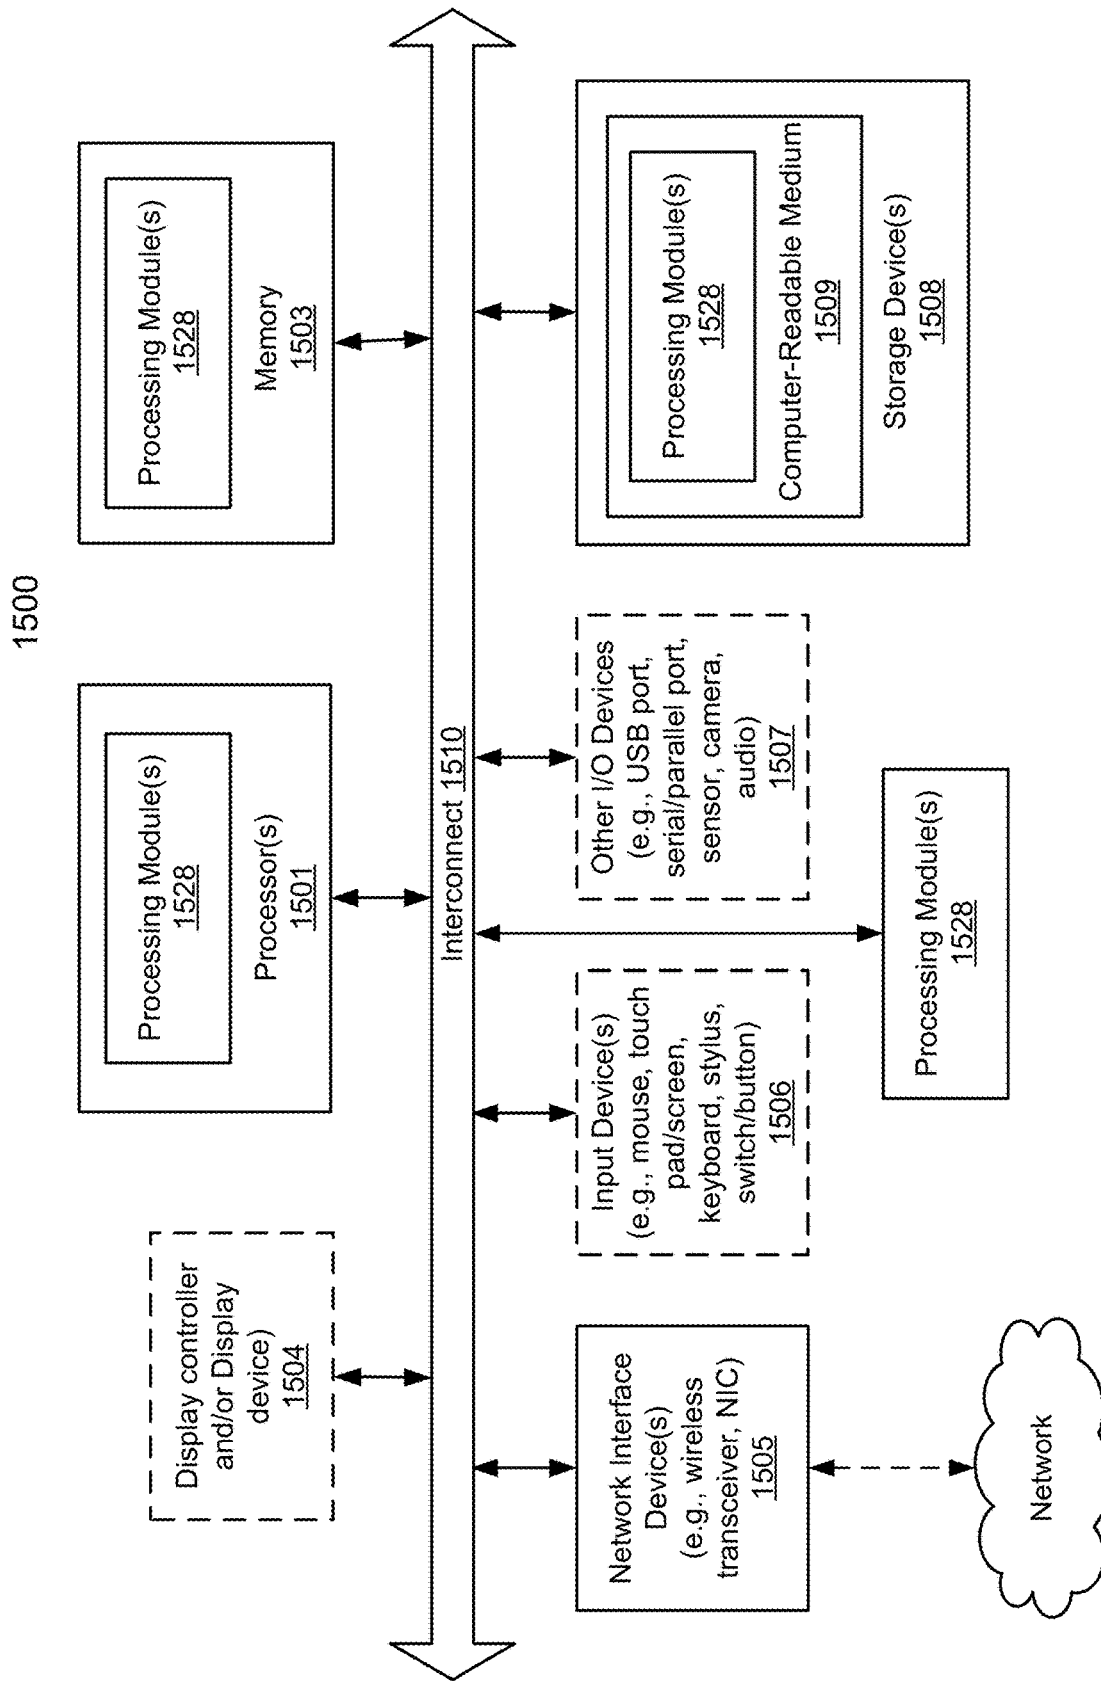 1500
Processing Module(s)
1528
Memory
1503
Processing Module(s)
1528
Processor(s)
1501
Display controller
and/or Display
device)
1504
Interconnect 1510
Network Interface
Device(s)
(e.g., wireless
transceiver, NIC)
1505
Input Device(s)
(e.g., mouse, touch
pad/screen,
keyboard, stylus,
switch/button)
1506
Other I/O Devices
(e.g., USB port,
serial/parallel port,
sensor, camera,
audio)
1507
Processing Module(s)
1528
Computer-Readable Medium
1509
Storage Device(s)
1508
Processing Module(s)
1528
Network